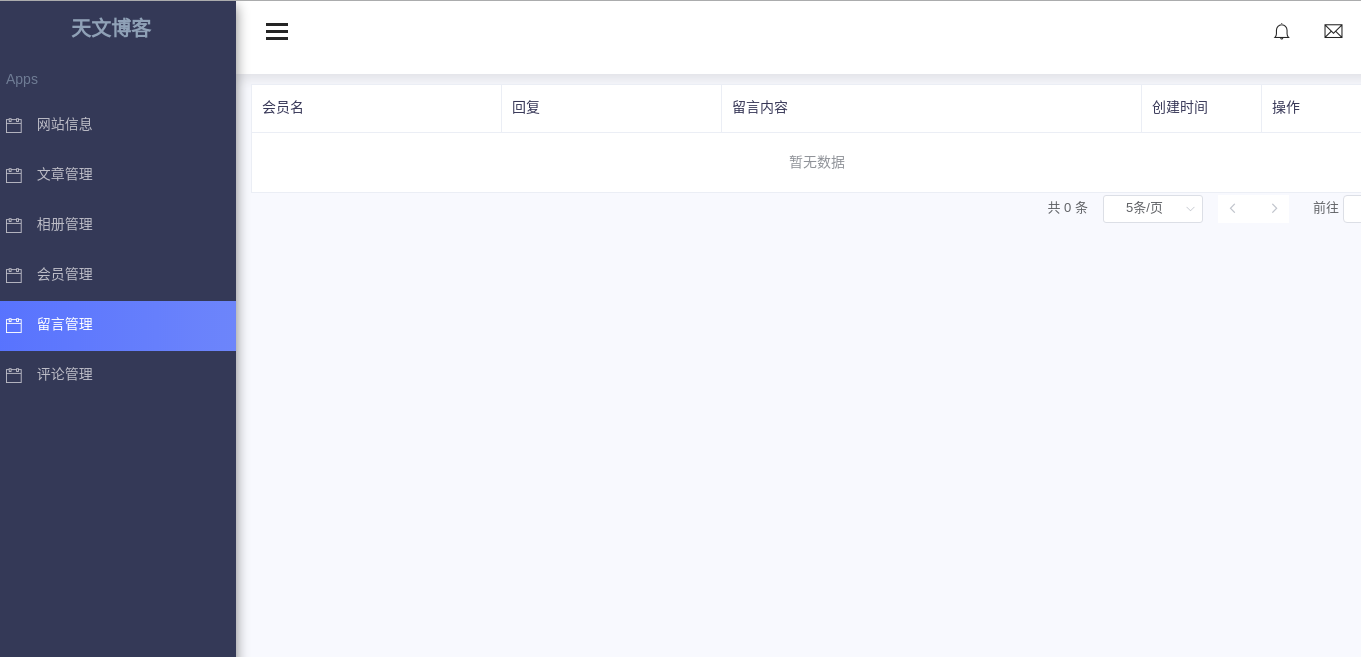 天文博客
Apps
网站信息
文章管理
相册管理
会员管理
留言管理
评论管理
会员名 回复 留言内容 创建时间 操作
暂无数据
共 0 条 5条/页 前往